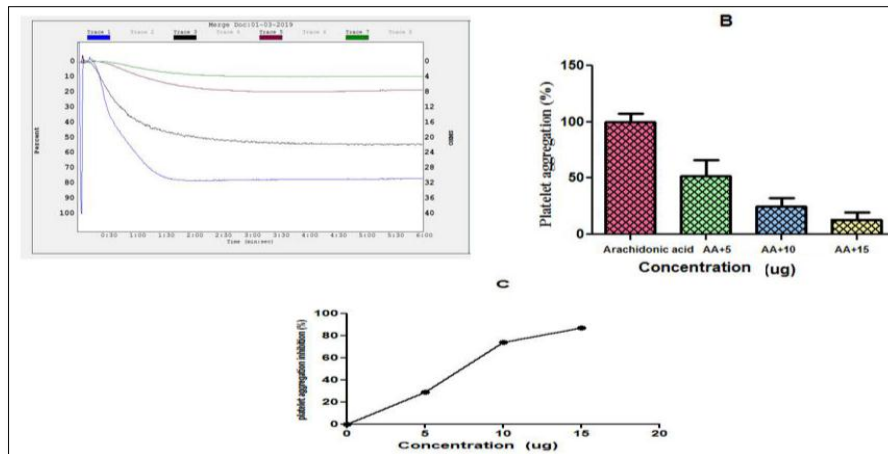 Merge Doc:01-03-2019
Trace 1 Trace 2 Trace 3 Trace 4 Trace 5 Trace 6 Trace 7 Trace 8
0
10
20
30
40
50
60
70
80
90
100
Percent
0
4
8
12
16
20
24
28
32
36
40
0:30 1:00 1:30 2:00 2:30 3:00 3:30 4:00 4:30 5:00 5:30 6:00
Time (min:sec)
B
Platelet aggregation (%)
150
100
50
0
Arachidonic acid AA+5 AA+10 AA+15
Concentration (ug)
C
platelet aggregation inhibition (%)
100
80
60
40
20
0
0 5 10 15 20
Concentration (ug)